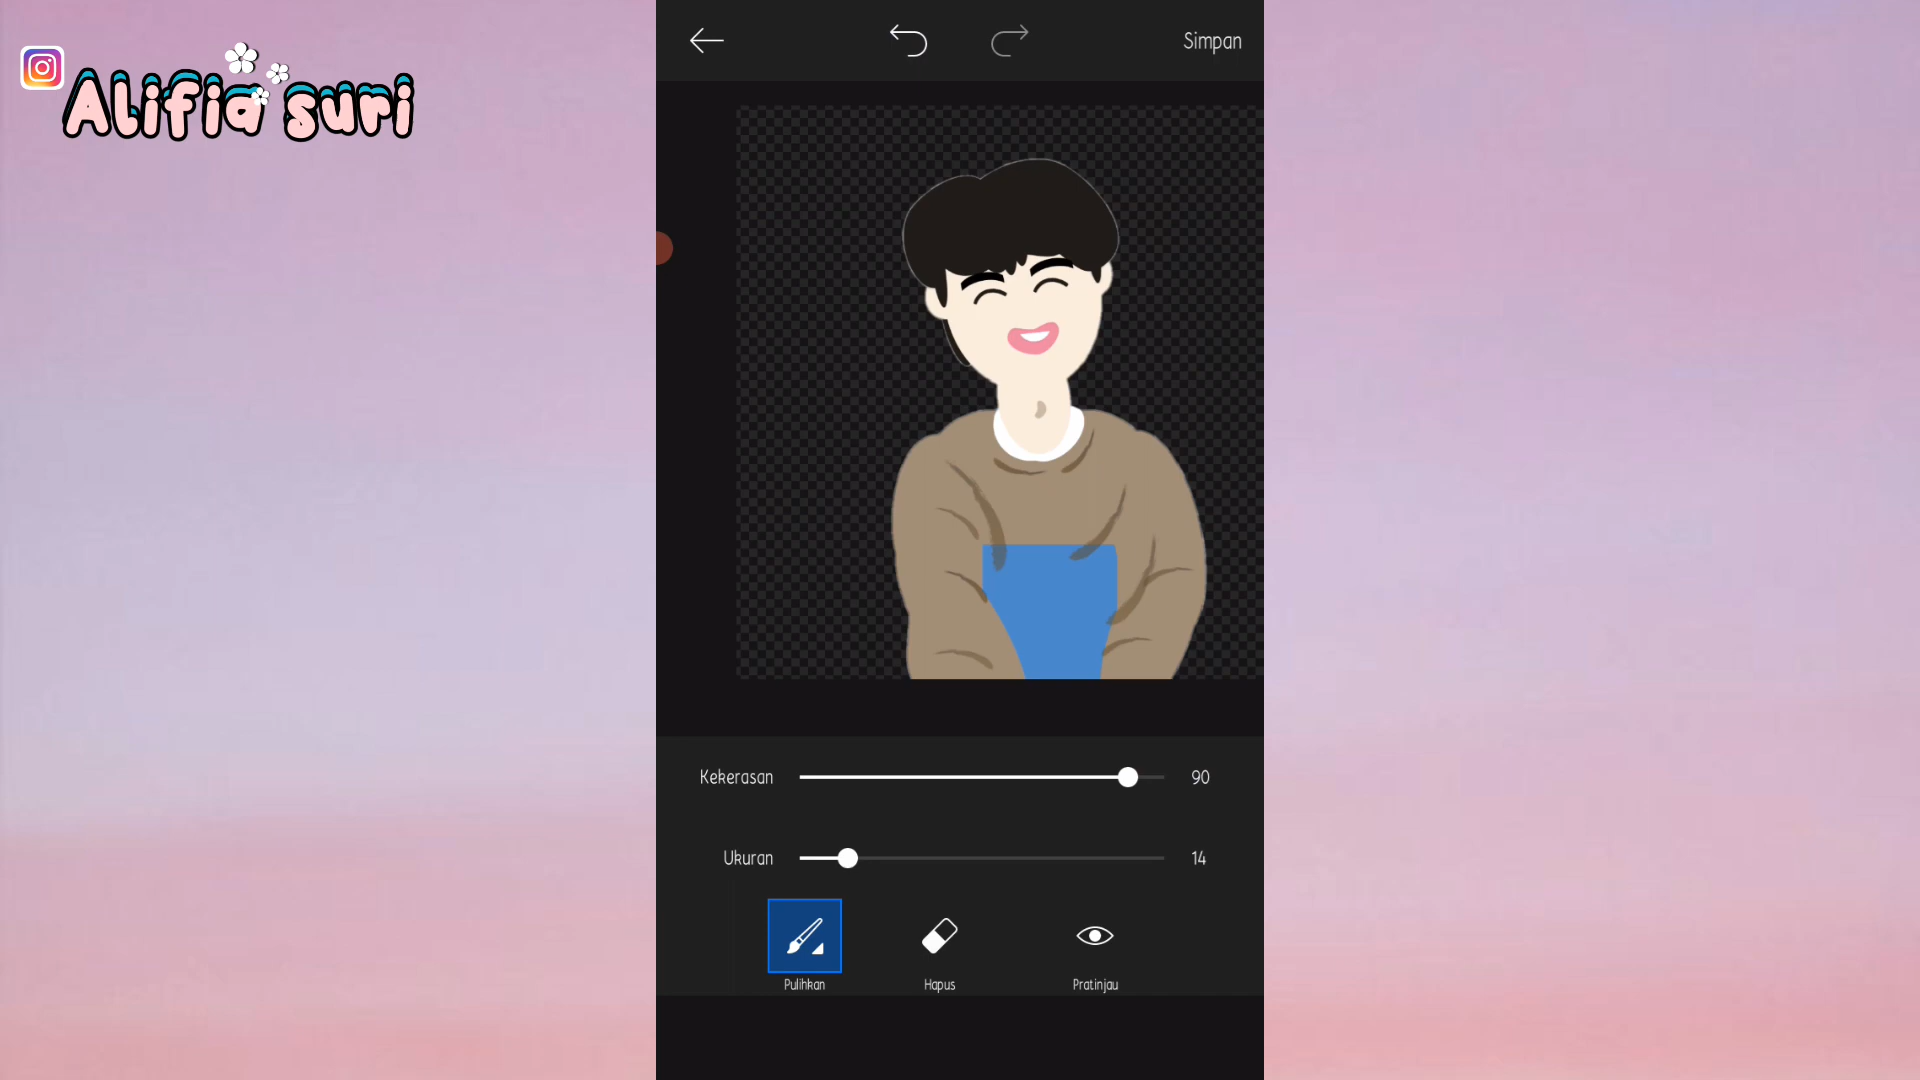 Alifia suri
Simpan
Kekerasan 90
Ukuran 14
Pulihkan Hapus Pratinjau